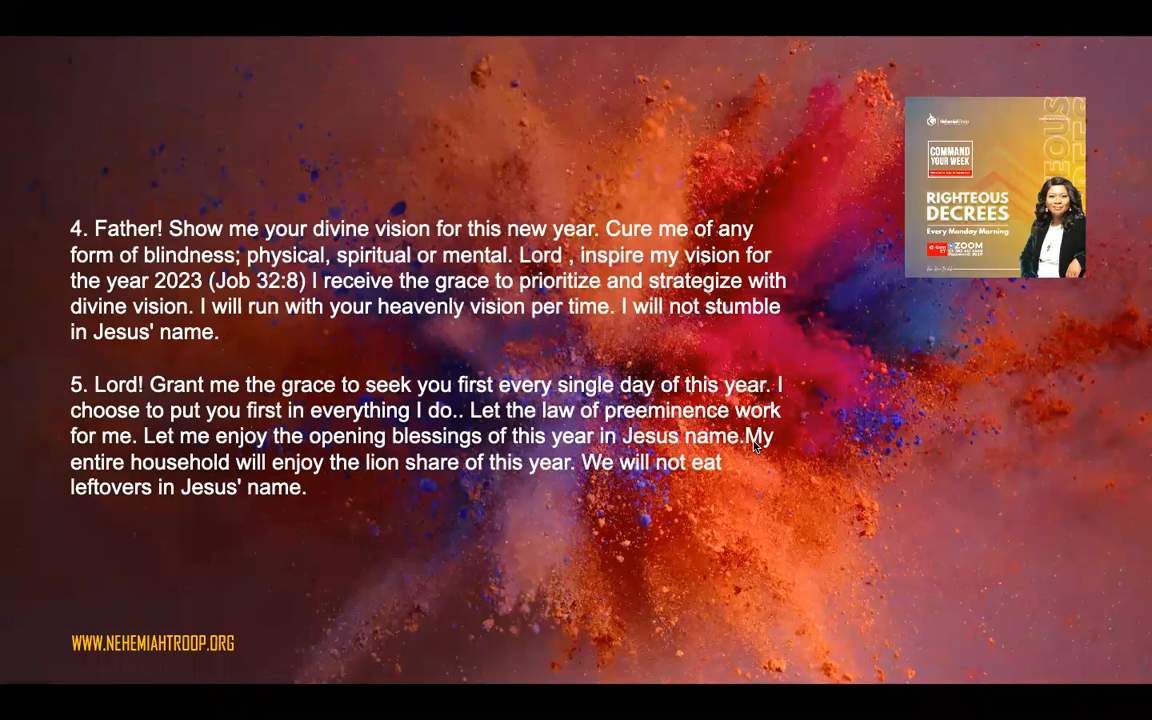 4. Father! Show me your divine vision for this new year. Cure me of any
form of blindness; physical, spiritual or mental. Lord , inspire my vision for
the year 2023 (Job 32:8) I receive the grace to prioritize and strategize with
divine vision. I will run with your heavenly vision per time. I will not stumble
in Jesus' name.
5. Lord! Grant me the grace to seek you first every single day of this year. I
choose to put you first in everything I do.. Let the law of preeminence work
for me. Let me enjoy the opening blessings of this year in Jesus name.My
entire household will enjoy the lion share of this year. We will not eat
leftovers in Jesus' name.
WWW.NEHEMIAHTROOP.ORG
NehemiahTroop
COMMAND
YOUR WEEK
RIGHTEOUS
DECREES
Every Monday Morning
ZOOM